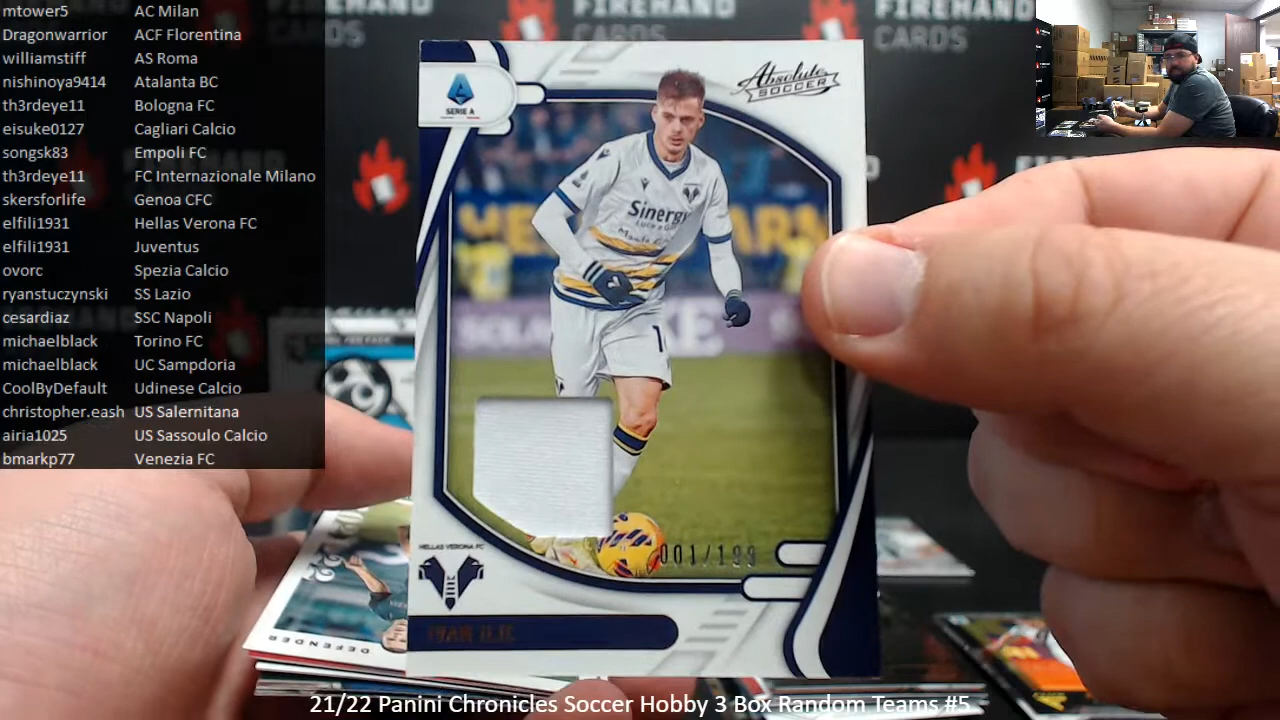 mtower5 AC Milan
Dragonwarrior ACF Florentina
williamstiff AS Roma
nishinoya9414 Atalanta BC
th3rdeye11 Bologna FC
eisuke0127 Cagliari Calcio
songsk83 Empoli FC
th3rdeye11 FC Internazionale Milano
skersforlife Genoa CFC
elfili1931 Hellas Verona FC
elfili1931 Juventus
ovorc Spezia Calcio
ryanstuczynski SS Lazio
cesardiaz SSC Napoli
michaelblack Torino FC
michaelblack UC Sampdoria
CoolByDefault Udinese Calcio
christopher.eash US Salernitana
airia1025 US Sassoulo Calcio
bmarkp77 Venezia FC
FIREHAND CARDS
FIREHAND CARDS
SERIE A
Absolute
SOCCER
Sinergy
001/199
HELLAS VERONA FC
IVAN ILIC
DEFENDER
21/22 Panini Chronicles Soccer Hobby 3 Box Random Teams #5